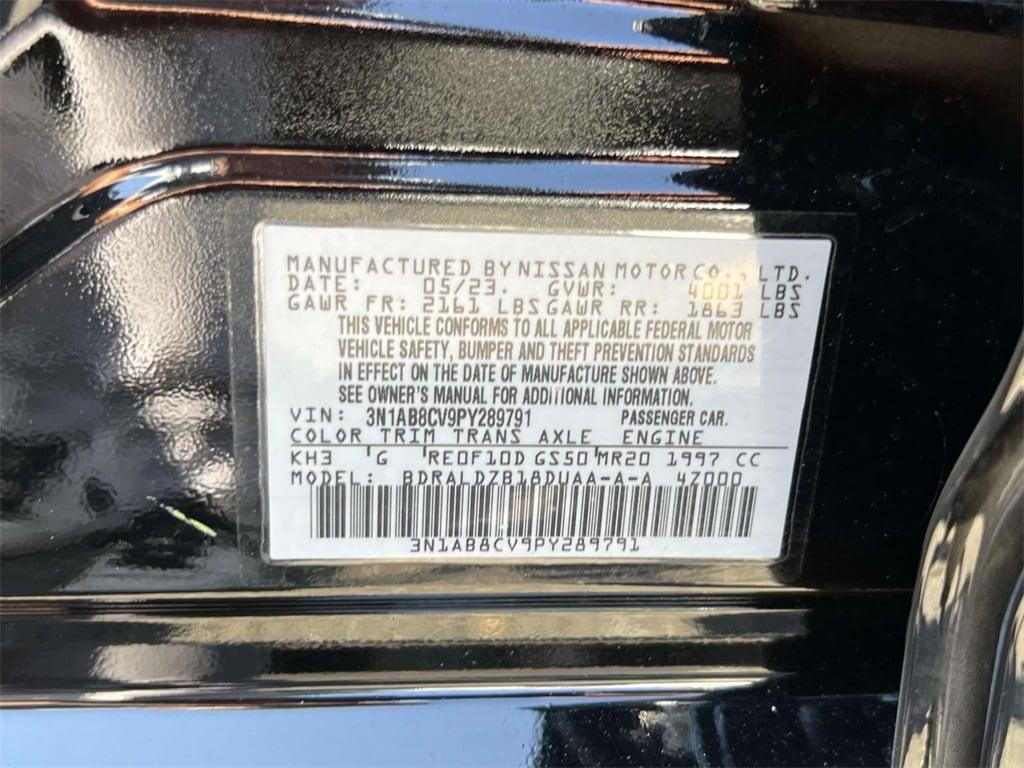 MANUFACTURED BY NISSAN MOTOR CO., LTD.
DATE: 05/23. GVWR: 4001 LBS
GAWR FR: 2161 LBS GAWR RR: 1863 LBS
THIS VEHICLE CONFORMS TO ALL APPLICABLE FEDERAL MOTOR
VEHICLE SAFETY, BUMPER AND THEFT PREVENTION STANDARDS
IN EFFECT ON THE DATE OF MANUFACTURE SHOWN ABOVE.
SEE OWNER'S MANUAL FOR ADDITIONAL INFORMATION.
VIN: 3N1AB8CV9PY289791 PASSENGER CAR.
COLOR TRIM TRANS AXLE ENGINE
KH3 G RE0F10D GS50 MR20 1997 CC
MODEL: BDRALDZB18DUAA-A-A 4Z000
3N1AB8CV9PY289791